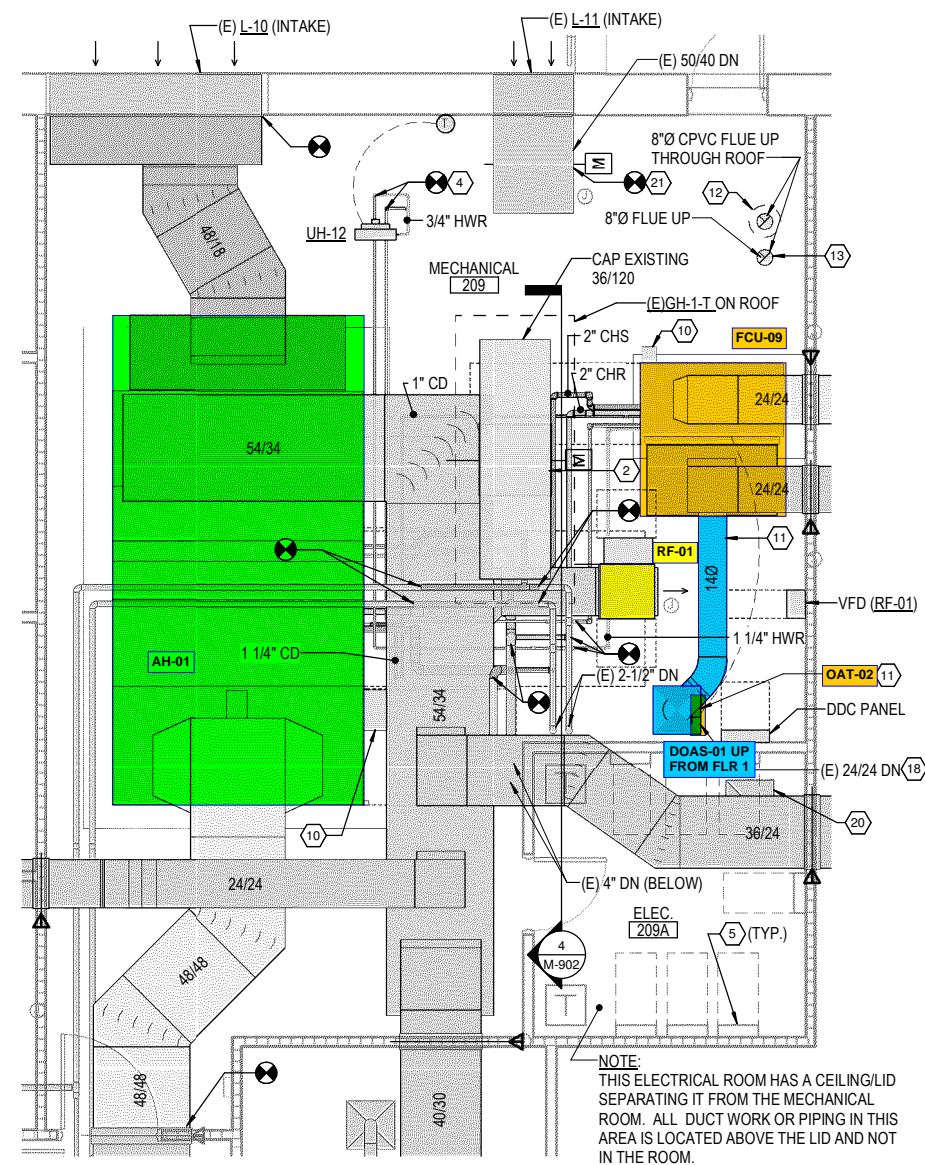 (E) L-10 (INTAKE)
(E) L-11 (INTAKE)
(E) 50/40 DN
8"Ø CPVC FLUE UP
THROUGH ROOF
M
T
4
21
J
12
3/4" HWR
UH-12
8"Ø FLUE UP
13
48/18
MECHANICAL
209
CAP EXISTING
36/120
(E)GH-1-T ON ROOF
10
2" CHS
FCU-09
2" CHR
1" CD
24/24
54/34
M
2
24/24
11
RF-01
14Ø
J
VFD (RF-01)
1 1/4" HWR
AH-01
1 1/4" CD
(E) 2-1/2" DN
OAT-02
11
54/34
DDC PANEL
DOAS-01 UP
FROM FLR 1
(E) 24/24 DN
18
T
10
20
36/24
24/24
(E) 4" DN (BELOW)
ELEC.
209A
5
(TYP.)
4
M-902
48/48
T
NOTE:
THIS ELECTRICAL ROOM HAS A CEILING/LID
SEPARATING IT FROM THE MECHANICAL
ROOM. ALL DUCT WORK OR PIPING IN THIS
AREA IS LOCATED ABOVE THE LID AND NOT
IN THE ROOM.
48/48
40/30